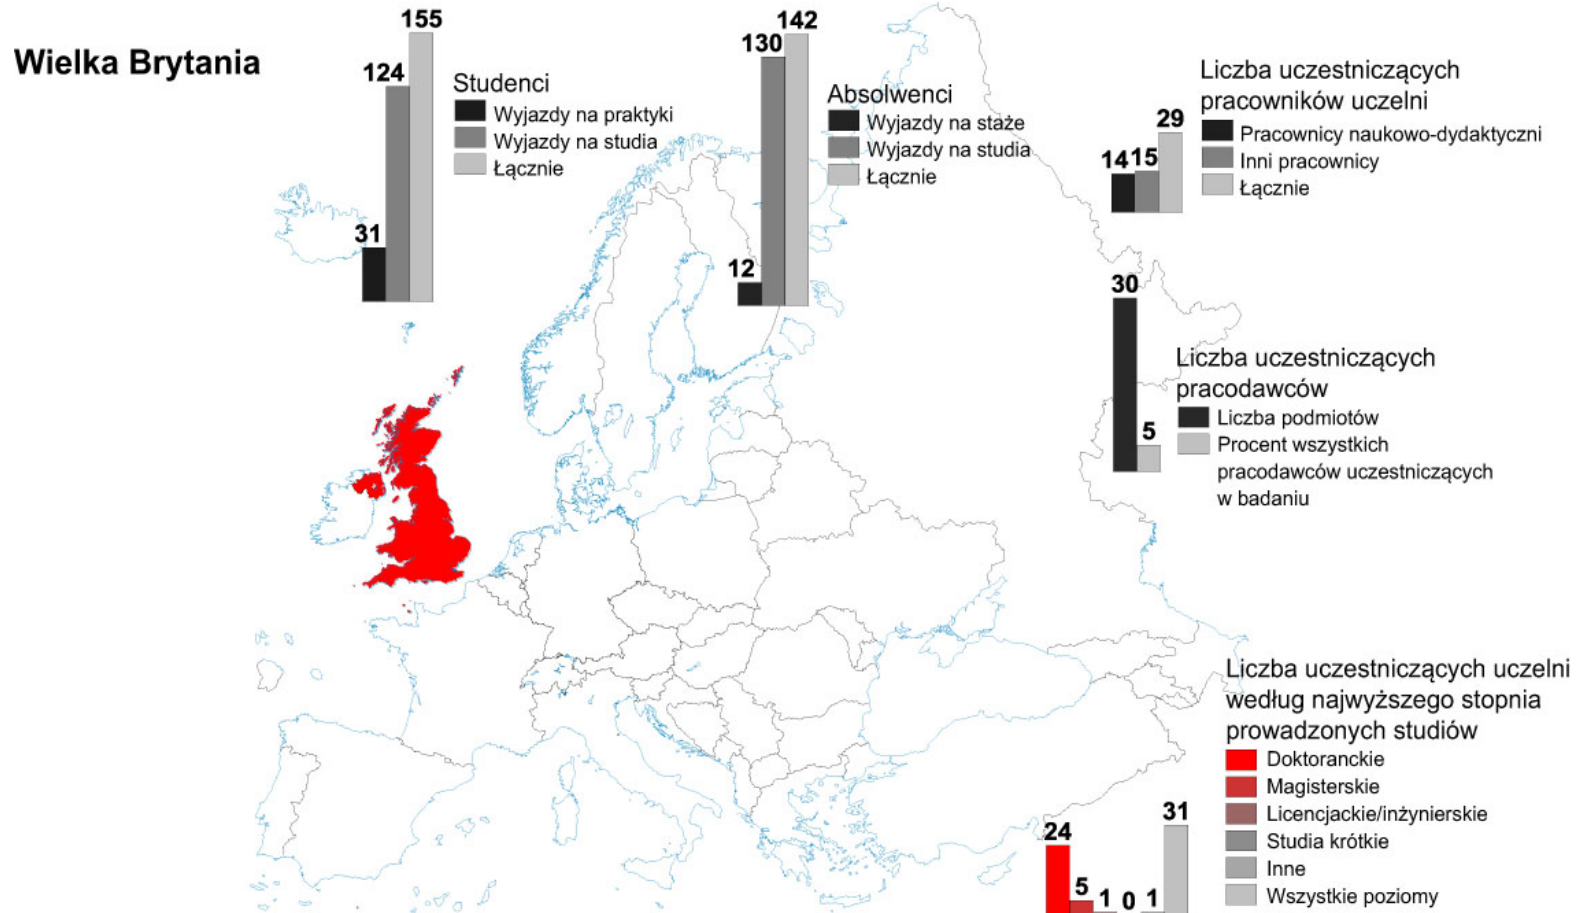 Wielka Brytania
155
124
31
Studenci
Wyjazdy na praktyki
Wyjazdy na studia
Łącznie
142
130
12
Absolwenci
Wyjazdy na staże
Wyjazdy na studia
Łącznie
Liczba uczestniczących
pracowników uczelni
Pracownicy naukowo-dydaktyczni
Inni pracownicy
Łącznie
14 15 29
30
5
Liczba uczestniczących
pracodawców
Liczba podmiotów
Procent wszystkich
pracodawców uczestniczących
w badaniu
Liczba uczestniczących uczelni
według najwyższego stopnia
prowadzonych studiów
Doktoranckie
Magisterskie
Licencjackie/inżynierskie
Studia krótkie
Inne
Wszystkie poziomy
24 5 1 0 1 31